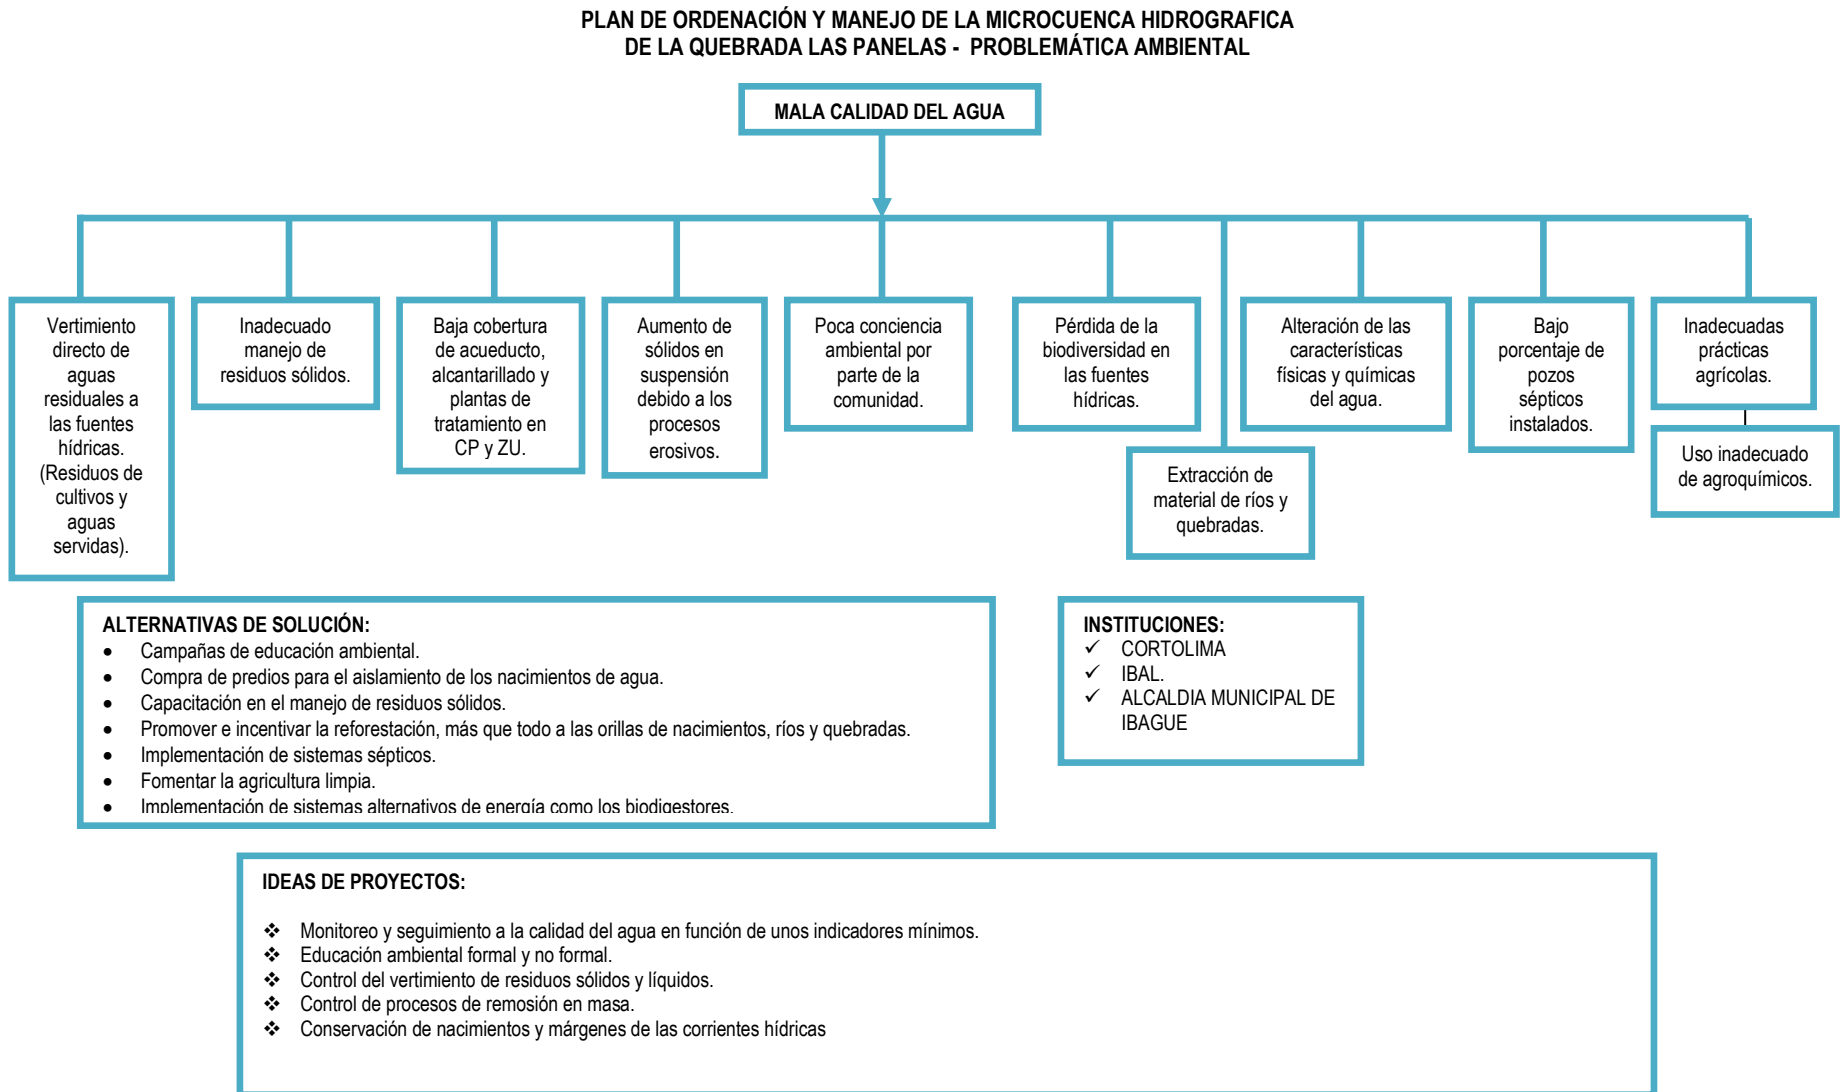 PLAN DE ORDENACIÓN Y MANEJO DE LA MICROCUENCA HIDROGRAFICA
DE LA QUEBRADA LAS PANELAS - PROBLEMÁTICA AMBIENTAL
MALA CALIDAD DEL AGUA
Vertimiento
directo de
aguas
residuales a
las fuentes
hídricas.
(Residuos de
cultivos y
aguas
servidas).
Inadecuado
manejo de
residuos sólidos.
Baja cobertura
de acueducto,
alcantarillado y
plantas de
tratamiento en
CP y ZU.
Aumento de
sólidos en
suspensión
debido a los
procesos
erosivos.
Poca conciencia
ambiental por
parte de la
comunidad.
Pérdida de la
biodiversidad en
las fuentes
hídricas.
Extracción de
material de ríos y
quebradas.
Alteración de las
características
físicas y químicas
del agua.
Bajo
porcentaje de
pozos
sépticos
instalados.
Inadecuadas
prácticas
agrícolas.
Uso inadecuado
de agroquímicos.
ALTERNATIVAS DE SOLUCIÓN:
• Campañas de educación ambiental.
• Compra de predios para el aislamiento de los nacimientos de agua.
• Capacitación en el manejo de residuos sólidos.
• Promover e incentivar la reforestación, más que todo a las orillas de nacimientos, ríos y quebradas.
• Implementación de sistemas sépticos.
• Fomentar la agricultura limpia.
• Implementación de sistemas alternativos de energía como los biodigestores.
INSTITUCIONES:
✓ CORTOLIMA
✓ IBAL.
✓ ALCALDIA MUNICIPAL DE
IBAGUE
IDEAS DE PROYECTOS:
❖ Monitoreo y seguimiento a la calidad del agua en función de unos indicadores mínimos.
❖ Educación ambiental formal y no formal.
❖ Control del vertimiento de residuos sólidos y líquidos.
❖ Control de procesos de remosión en masa.
❖ Conservación de nacimientos y márgenes de las corrientes hídricas